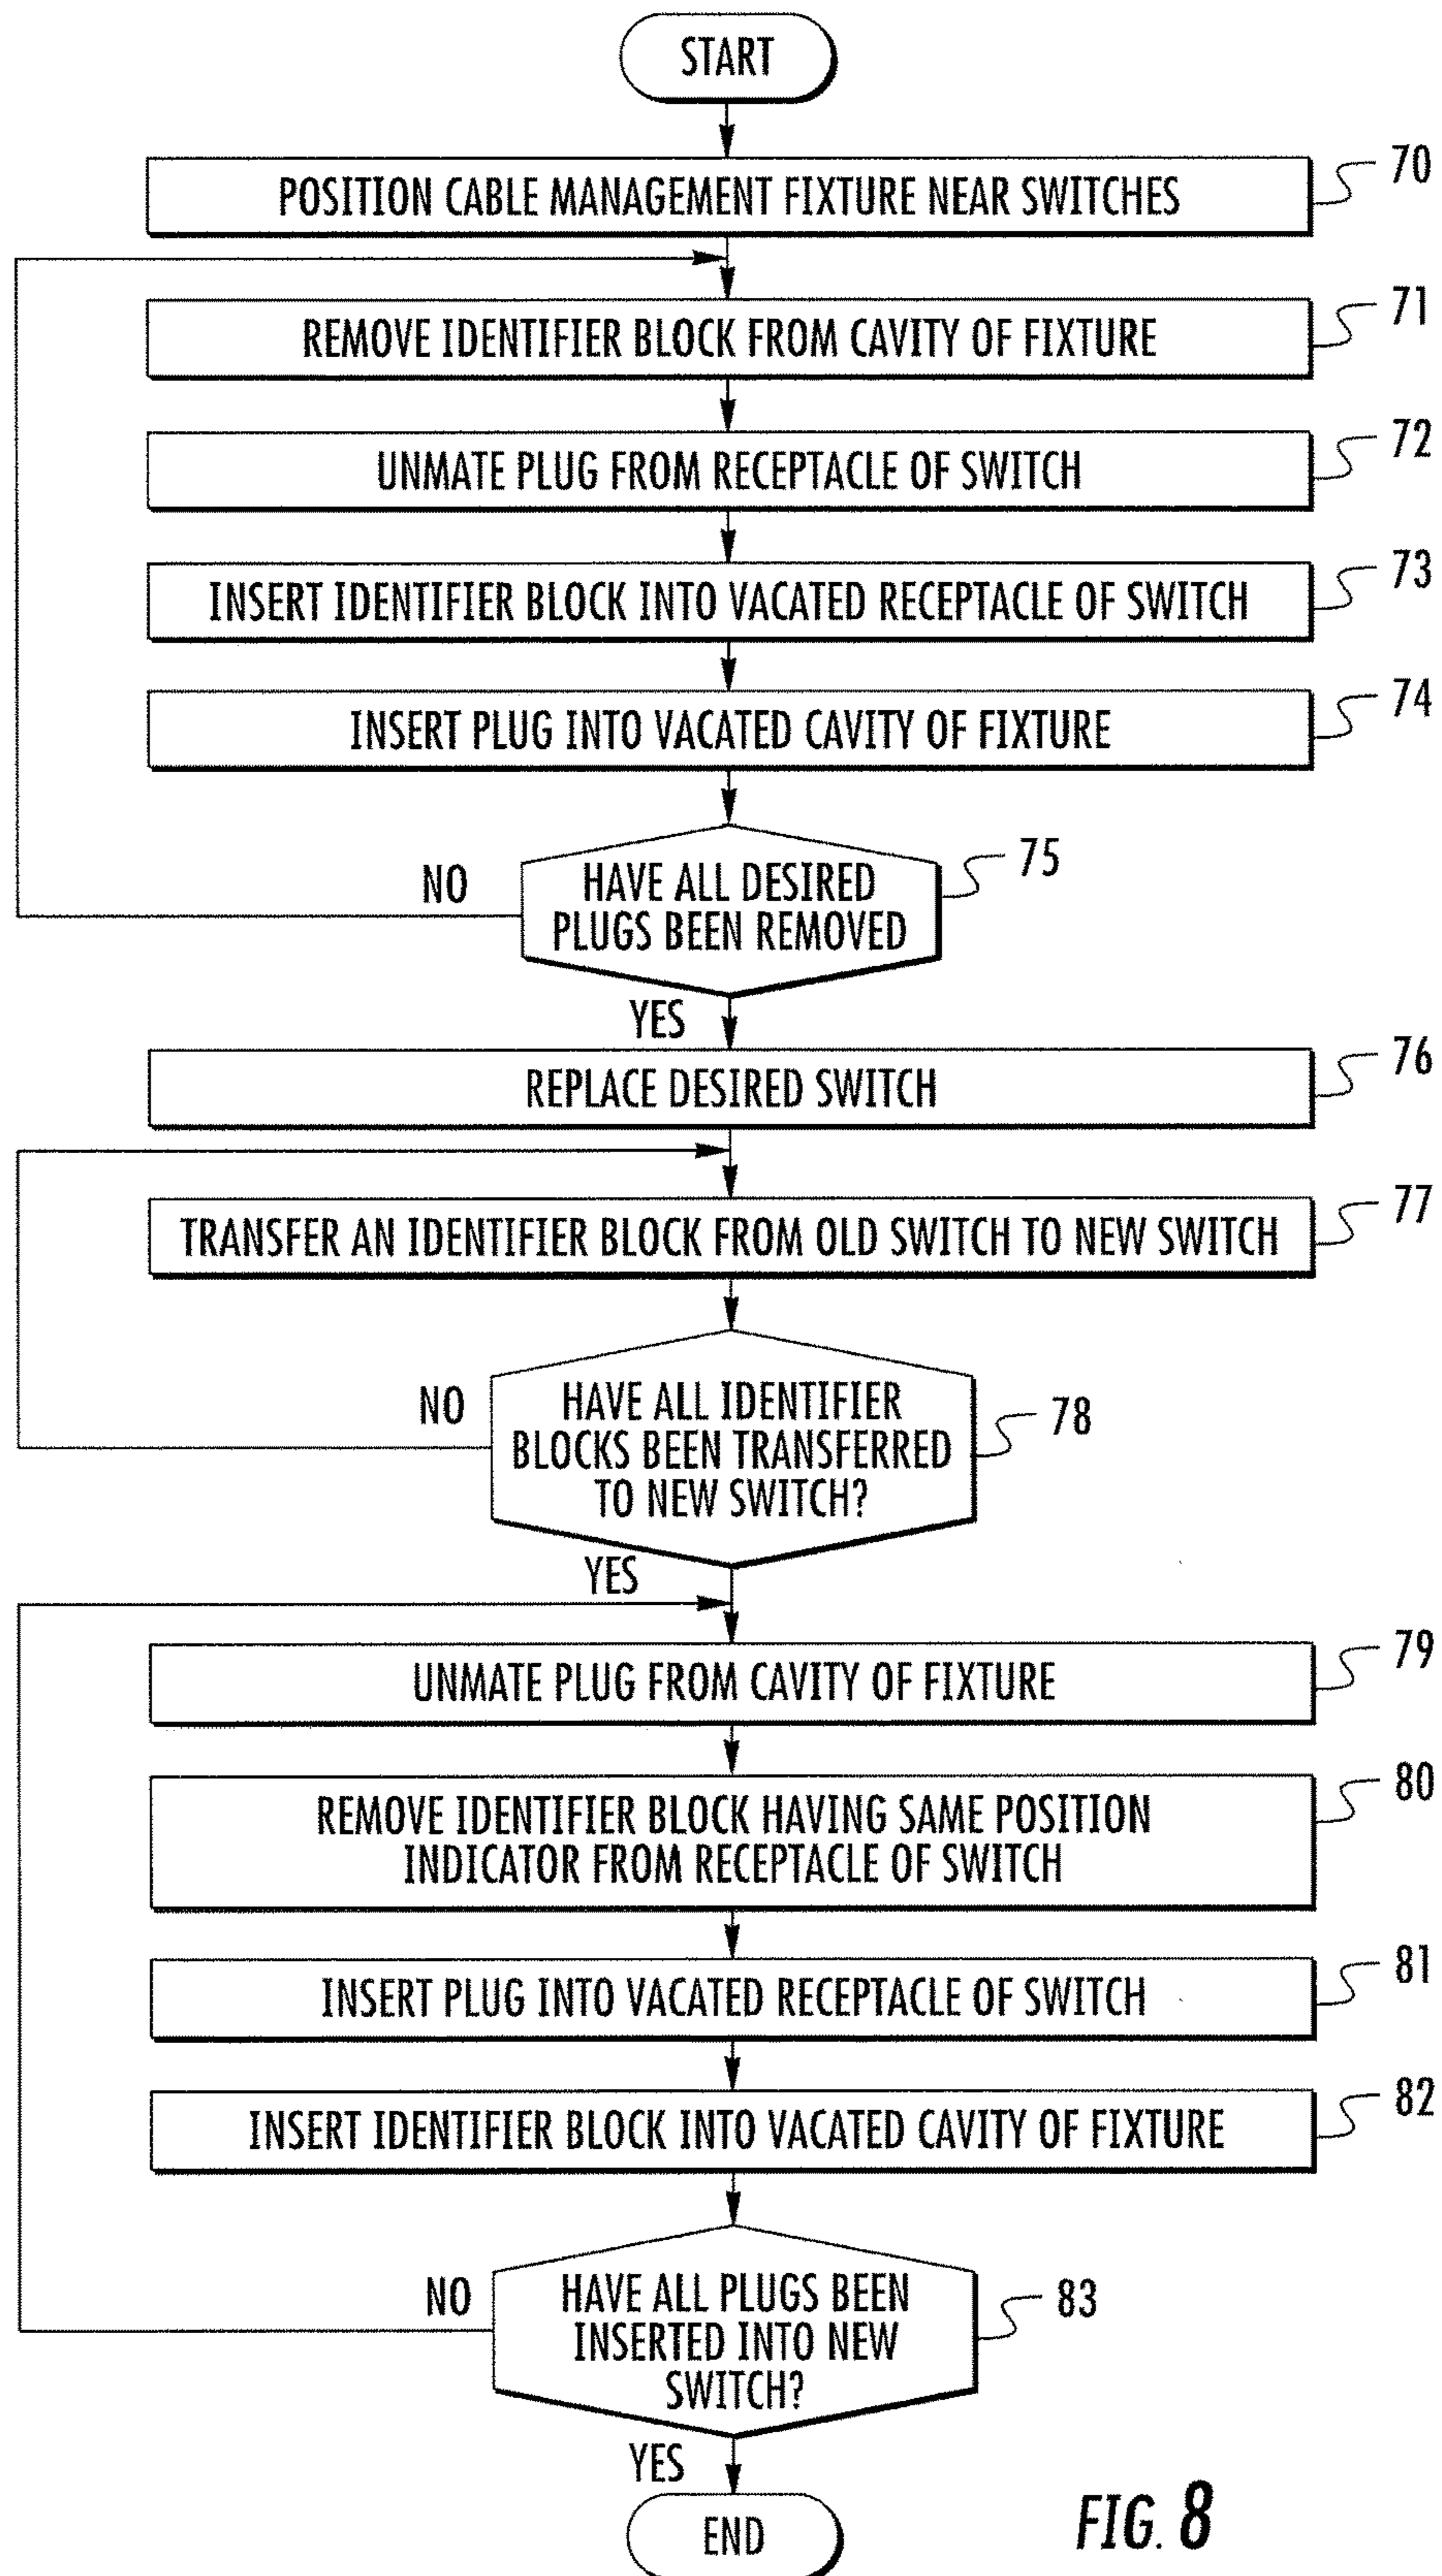 START
POSITION CABLE MANAGEMENT FIXTURE NEAR SWITCHES
70
REMOVE IDENTIFIER BLOCK FROM CAVITY OF FIXTURE
71
UNMATE PLUG FROM RECEPTACLE OF SWITCH
72
INSERT IDENTIFIER BLOCK INTO VACATED RECEPTACLE OF SWITCH
73
INSERT PLUG INTO VACATED CAVITY OF FIXTURE
74
HAVE ALL DESIRED
PLUGS BEEN REMOVED
75
NO
YES
REPLACE DESIRED SWITCH
76
TRANSFER AN IDENTIFIER BLOCK FROM OLD SWITCH TO NEW SWITCH
77
HAVE ALL IDENTIFIER
BLOCKS BEEN TRANSFERRED
TO NEW SWITCH?
78
NO
YES
UNMATE PLUG FROM CAVITY OF FIXTURE
79
REMOVE IDENTIFIER BLOCK HAVING SAME POSITION
INDICATOR FROM RECEPTACLE OF SWITCH
80
INSERT PLUG INTO VACATED RECEPTACLE OF SWITCH
81
INSERT IDENTIFIER BLOCK INTO VACATED CAVITY OF FIXTURE
82
HAVE ALL PLUGS BEEN
INSERTED INTO NEW
SWITCH?
83
NO
YES
END
FIG. 8